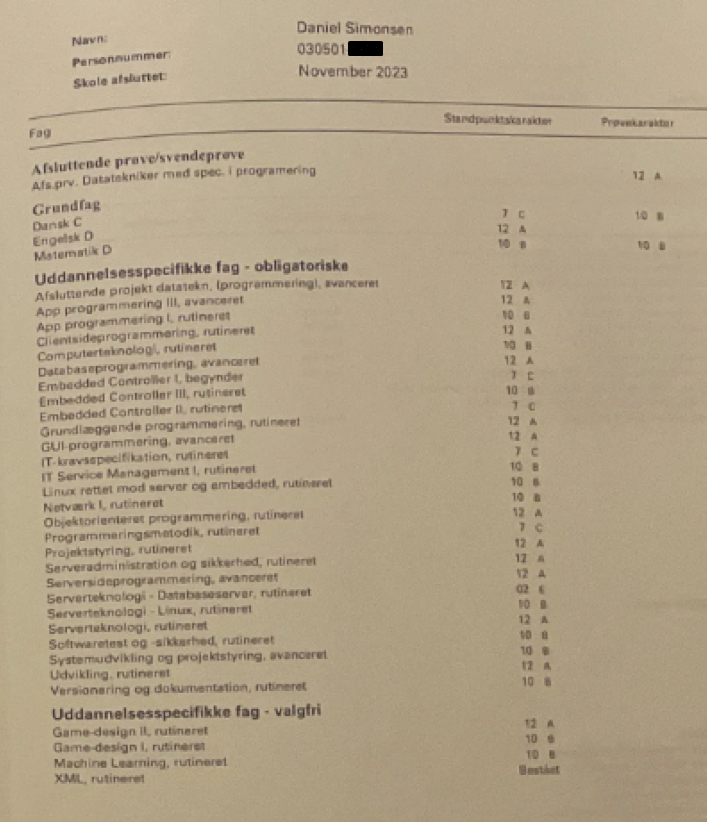 Navn: Daniel Simonsen
Personnummer: 030501-
Skole afsluttet: November 2023
Fag Standpunktskarakter Prøvekarakter
Afsluttende prøve/svendeprøve
Afs.prv. Datatekniker med spec. i programering 12 A
Grundfag
Dansk C 7 C 10 B
Engelsk D 12 A
Matematik D 10 B 10 B
Uddannelsesspecifikke fag - obligatoriske
Afsluttende projekt datatekn. (programmering), avanceret 12 A
App programmering III, avanceret 12 A
App programmering I, rutineret 10 B
Clientsideprogrammering, rutineret 12 A
Computerteknologi, rutineret 10 B
Databaseprogrammering, avanceret 12 A
Embedded Controller I, begynder 7 C
Embedded Controller III, rutineret 10 B
Embedded Controller II, rutineret 7 C
Grundlæggende programmering, rutineret 12 A
GUI-programmering, avanceret 12 A
IT-kravsspecifikation, rutineret 7 C
IT Service Management I, rutineret 10 B
Linux rettet mod server og embedded, rutineret 10 B
Netværk I, rutineret 10 B
Objektorienteret programmering, rutineret 12 A
Programmeringsmetodik, rutineret 7 C
Projektstyring, rutineret 12 A
Serveradministration og sikkerhed, rutineret 12 A
Serversideprogrammering, avanceret 12 A
Serverteknologi - Databaseserver, rutineret 02 E
Serverteknologi - Linux, rutineret 10 B
Serverteknologi, rutineret 12 A
Softwaretest og -sikkerhed, rutineret 10 B
Systemudvikling og projektstyring, avanceret 10 B
Udvikling, rutineret 12 A
Versionering og dokumentation, rutineret 10 B
Uddannelsesspecifikke fag - valgfri
Game-design II, rutineret 12 A
Game-design I, rutineret 10 B
Machine Learning, rutineret 10 B
XML, rutineret Bestået